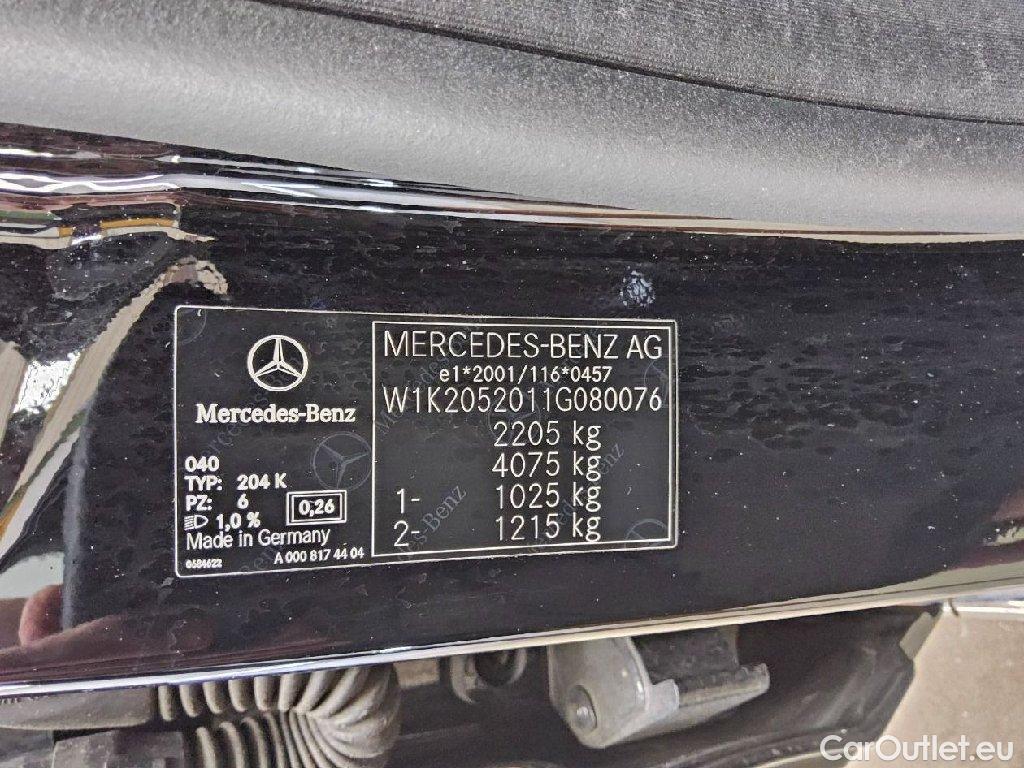 Mercedes-Benz
040
TYP: 204 K
PZ: 6
1,0 % 0,26
Made in Germany
0684622 A 000 817 44 04
MERCEDES-BENZ AG
e1*2001/116*0457
W1K2052011G080076
2205 kg
4075 kg
1- 1025 kg
2- 1215 kg
CarOutlet.eu